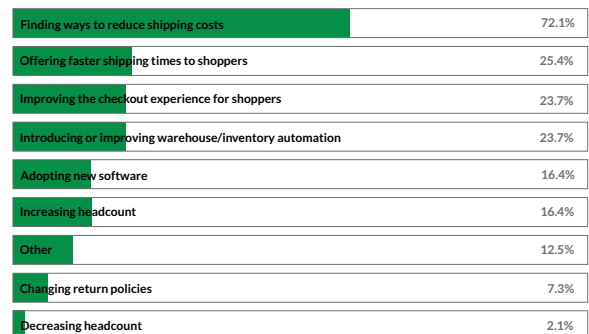 Finding ways to reduce shipping costs 72.1%
Offering faster shipping times to shoppers 25.4%
Improving the checkout experience for shoppers 23.7%
Introducing or improving warehouse/inventory automation 23.7%
Adopting new software 16.4%
Increasing headcount 16.4%
Other 12.5%
Changing return policies 7.3%
Decreasing headcount 2.1%